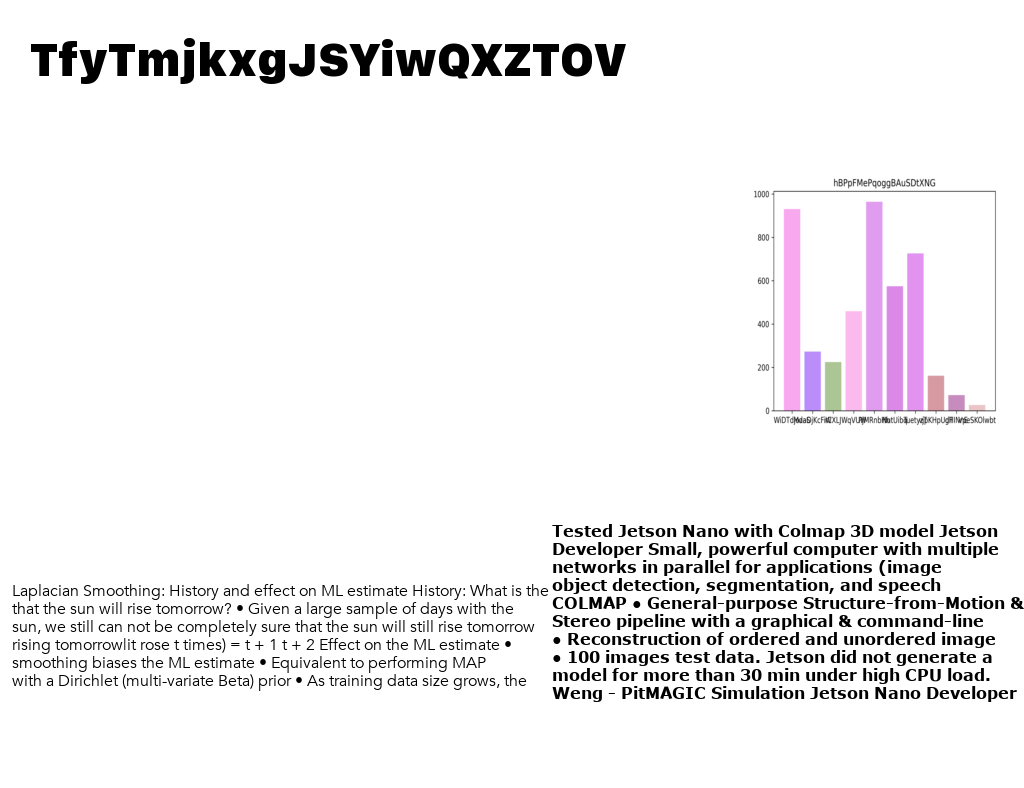 TfyTmjkxgJSYiwQXZTOV
hBPpFMePqoggBAuSDtXNG
1000
800
600
400
200
0
Laplacian Smoothing: History and effect on ML estimate History: What is the
that the sun will rise tomorrow? • Given a large sample of days with the
sun, we still can not be completely sure that the sun will still rise tomorrow
rising tomorrowlit rose t times) = t + 1 t + 2 Effect on the ML estimate •
smoothing biases the ML estimate • Equivalent to performing MAP
with a Dirichlet (multi-variate Beta) prior • As training data size grows, the
Tested Jetson Nano with Colmap 3D model Jetson
Developer Small, powerful computer with multiple
networks in parallel for applications (image
object detection, segmentation, and speech
COLMAP • General-purpose Structure-from-Motion &
Stereo pipeline with a graphical & command-line
• Reconstruction of ordered and unordered image
• 100 images test data. Jetson did not generate a
model for more than 30 min under high CPU load.
Weng - PitMAGIC Simulation Jetson Nano Developer